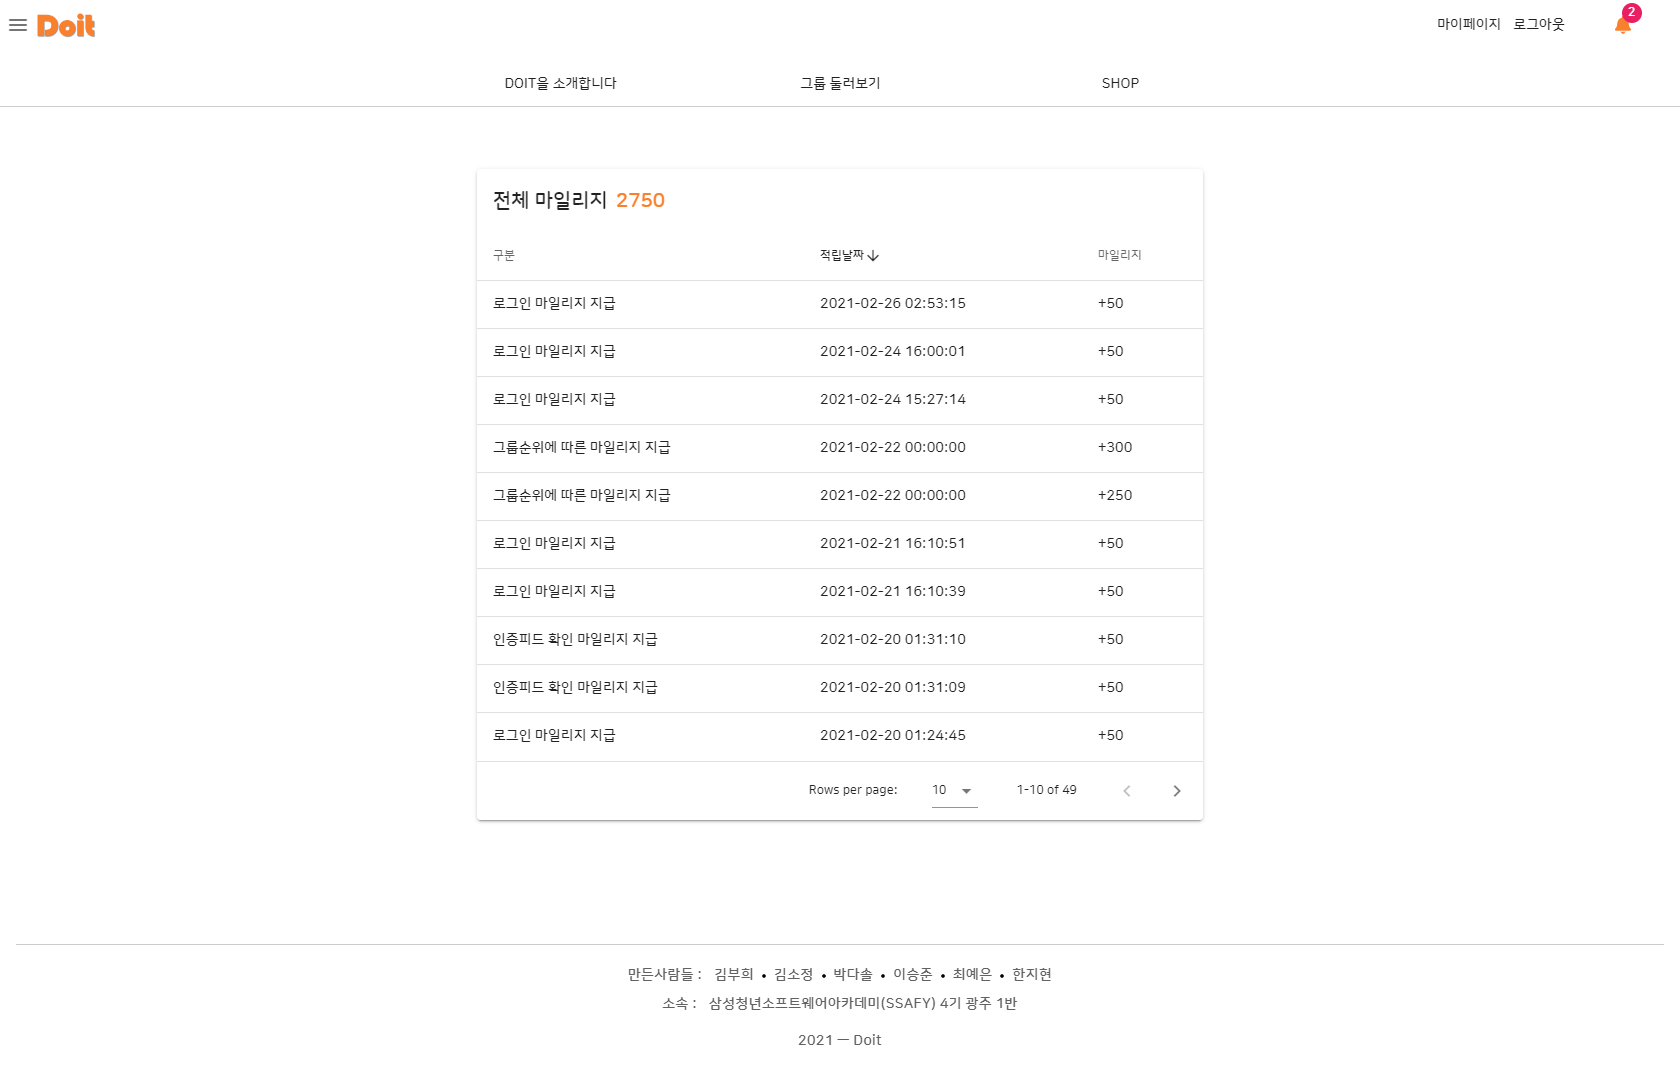 Doit
마이페이지 로그아웃 2
DOIT을 소개합니다 그룹 둘러보기 SHOP
전체 마일리지 2750
구분 적립날짜 마일리지
로그인 마일리지 지급 2021-02-26 02:53:15 +50
로그인 마일리지 지급 2021-02-24 16:00:01 +50
로그인 마일리지 지급 2021-02-24 15:27:14 +50
그룹순위에 따른 마일리지 지급 2021-02-22 00:00:00 +300
그룹순위에 따른 마일리지 지급 2021-02-22 00:00:00 +250
로그인 마일리지 지급 2021-02-21 16:10:51 +50
로그인 마일리지 지급 2021-02-21 16:10:39 +50
인증피드 확인 마일리지 지급 2021-02-20 01:31:10 +50
인증피드 확인 마일리지 지급 2021-02-20 01:31:09 +50
로그인 마일리지 지급 2021-02-20 01:24:45 +50
Rows per page: 10 1-10 of 49
만든사람들 : 김부희 • 김소정 • 박다솔 • 이승준 • 최예은 • 한지현
소속 : 삼성청년소프트웨어아카데미(SSAFY) 4기 광주 1반
2021 — Doit